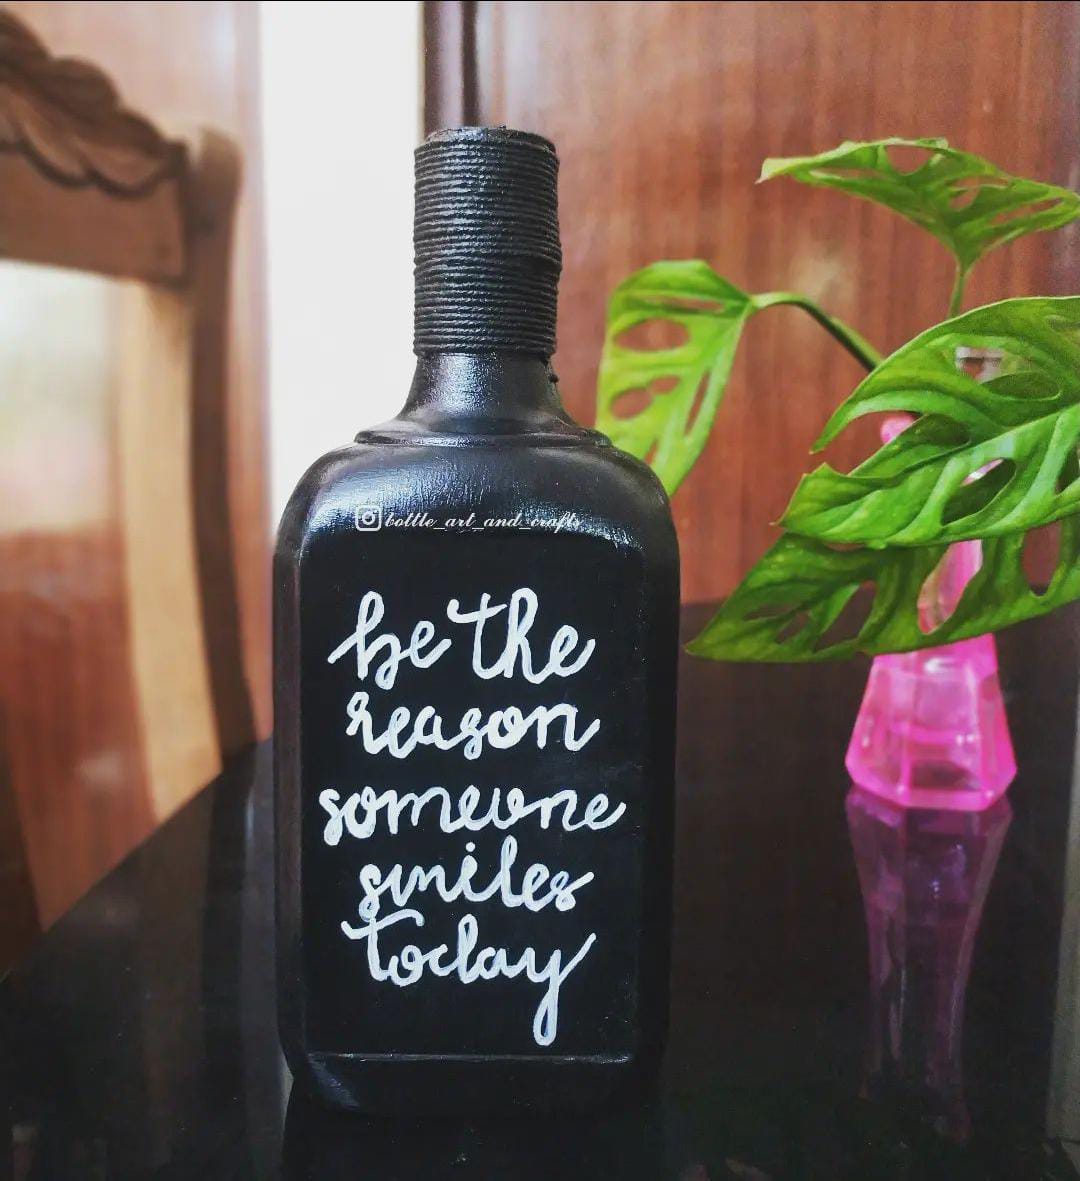 bottle_art_and_crafts
be the
reason
someone
smiles
today